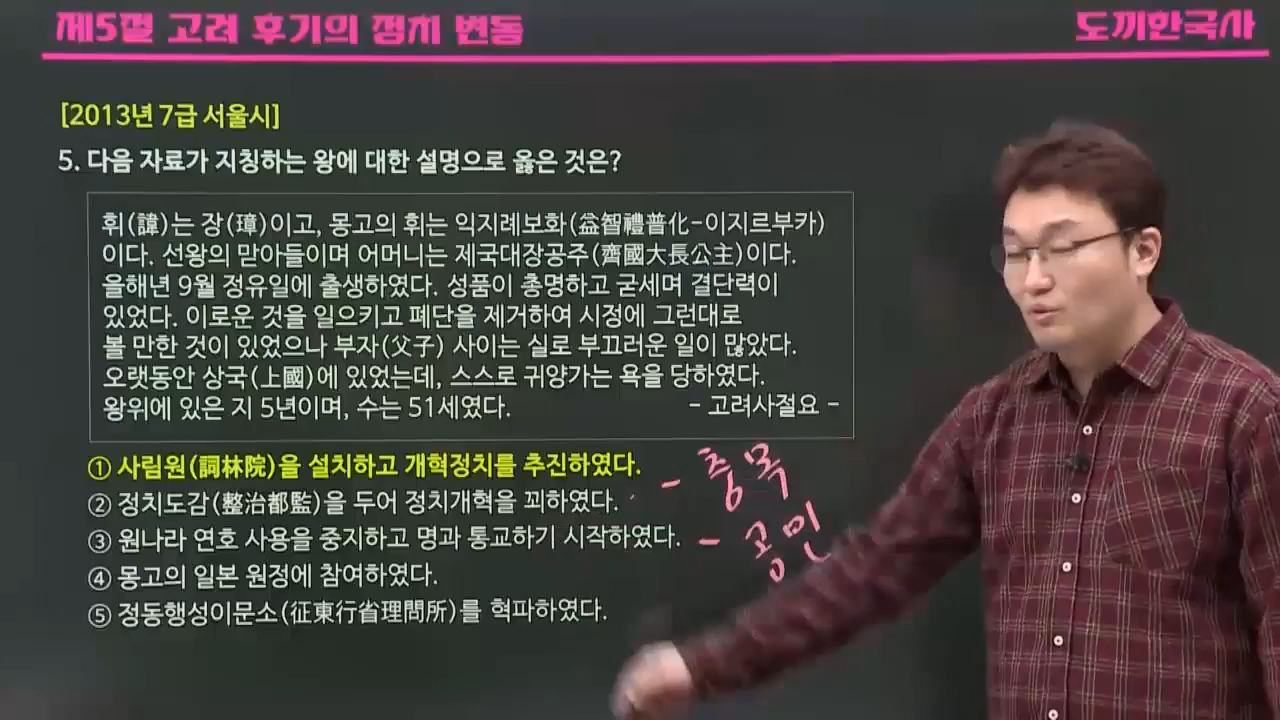 제5절 고려 후기의 정치 변동
도끼한국사
[2013년 7급 서울시]
5. 다음 자료가 지칭하는 왕에 대한 설명으로 옳은 것은?
휘(諱)는 장(璋)이고, 몽고의 휘는 익지례보화(益智禮普化-이지르부카)
이다. 선왕의 맏아들이며 어머니는 제국대장공주(齊國大長公主)이다.
을해년 9월 정유일에 출생하였다. 성품이 총명하고 굳세며 결단력이
있었다. 이로운 것을 일으키고 폐단을 제거하여 시정에 그런대로
볼 만한 것이 있었으나 부자(父子) 사이는 실로 부끄러운 일이 많았다.
오랫동안 상국(上國)에 있었는데, 스스로 귀양가는 욕을 당하였다.
왕위에 있은 지 5년이며, 수는 51세였다. - 고려사절요 -
① 사림원(詞林院)을 설치하고 개혁정치를 추진하였다.
- 충목
② 정치도감(整治都監)을 두어 정치개혁을 꾀하였다.
③ 원나라 연호 사용을 중지하고 명과 통교하기 시작하였다. - 공민
④ 몽고의 일본 원정에 참여하였다.
⑤ 정동행성이문소(征東行省理問所)를 혁파하였다.